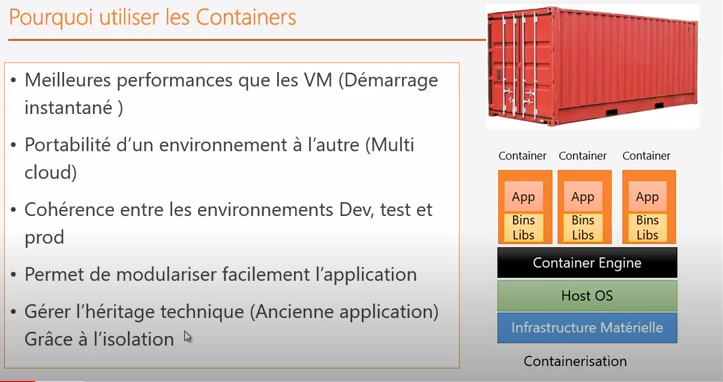 Pourquoi utiliser les Containers
• Meilleures performances que les VM (Démarrage
instantané )
• Portabilité d'un environnement à l'autre (Multi
cloud)
• Cohérence entre les environnements Dev, test et
prod
• Permet de modulariser facilement l'application
• Gérer l'héritage technique (Ancienne application)
Grâce à l'isolation
Container Container Container
App App App
Bins Bins Bins
Libs Libs Libs
Container Engine
Host OS
Infrastructure Matérielle
Containerisation